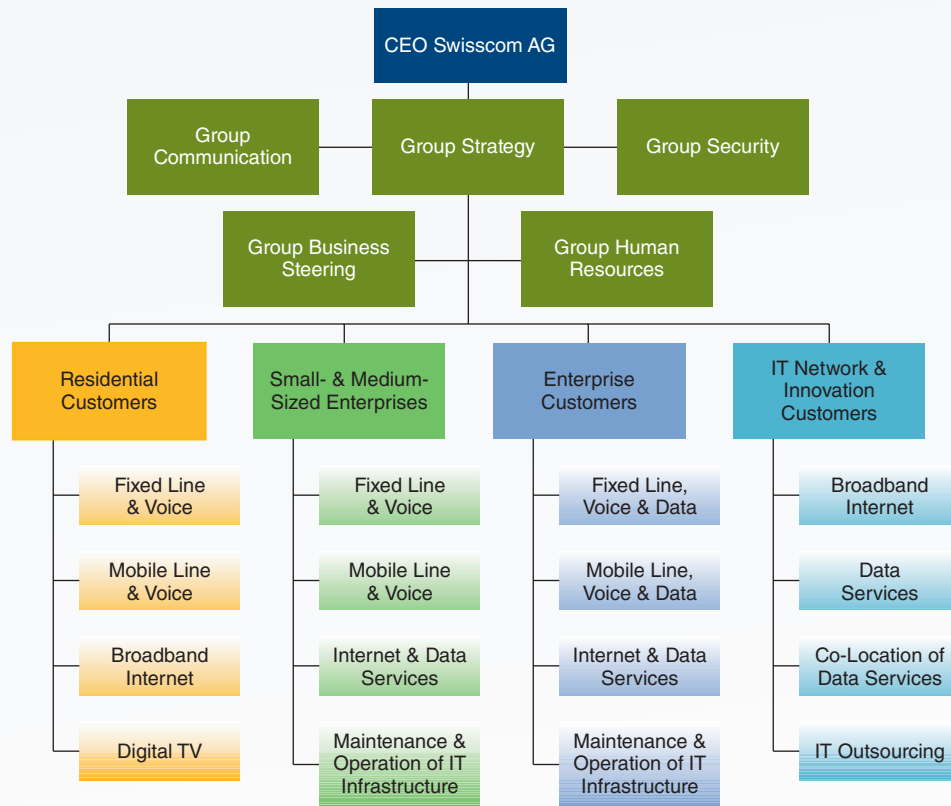 CEO Swisscom AG
Group
Communication
Group Strategy
Group Security
Group Business
Steering
Group Human
Resources
Residential
Customers
Small- & Medium-
Sized Enterprises
Enterprise
Customers
IT Network &
Innovation
Customers
Fixed Line
& Voice
Mobile Line
& Voice
Broadband
Internet
Digital TV
Fixed Line
& Voice
Mobile Line
& Voice
Internet & Data
Services
Maintenance &
Operation of IT
Infrastructure
Fixed Line,
Voice & Data
Mobile Line,
Voice & Data
Internet & Data
Services
Maintenance &
Operation of IT
Infrastructure
Broadband
Internet
Data
Services
Co-Location of
Data Services
IT Outsourcing